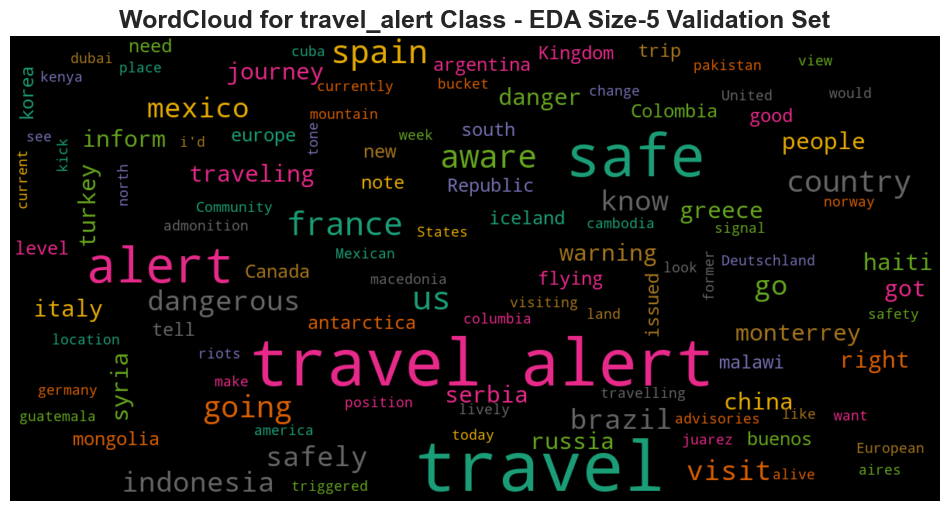 WordCloud for travel_alert Class - EDA Size-5 Validation Set
dubai need cuba spain argentina Kingdom trip pakistan view
korea kenya place journey currently bucket danger change United would
mexico mountain Colombia good
see kick inform i'd europe tone week south aware safe people
current north turkey traveling new note Republic know country norway
Community admonition france States iceland cambodia greece signal
level alert Canada Mexican macedonia warning look former Deutschland haiti
italy dangerous us flying visiting issued go got
location tell antarctica columbia land monterrey safety
syria riots travel alert malawi right
germany make position serbia travelling china
guatemala going lively brazil advisories like want
mongolia america today russia juarez buenos European
indonesia safely triggered travel visit alive aires